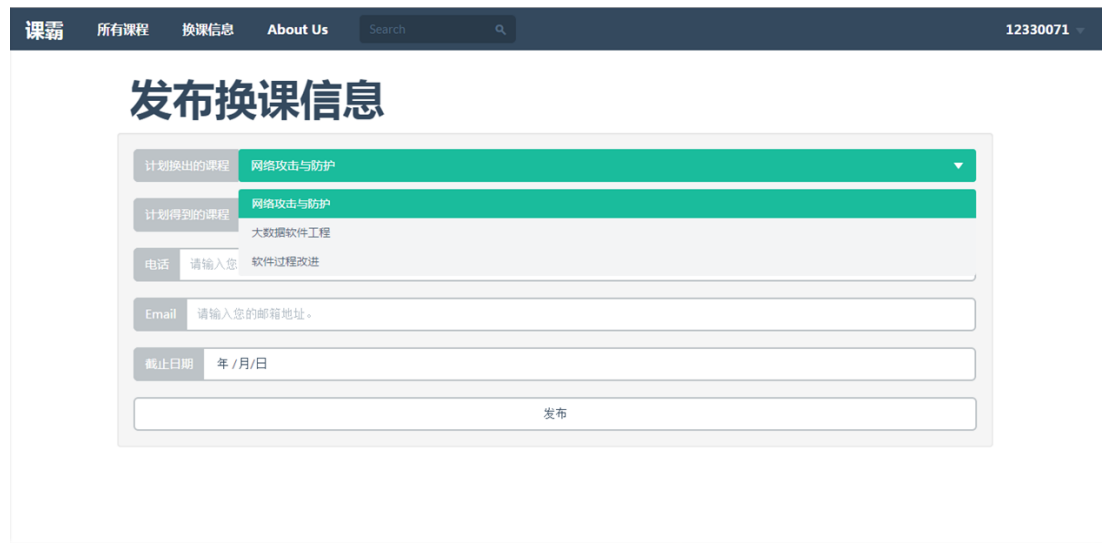 课霸 所有课程 换课信息 About Us Search 12330071
发布换课信息
计划换出的课程 网络攻击与防护
网络攻击与防护
计划得到的课程
大数据软件工程
电话 请输入您
软件过程改进
Email 请输入您的邮箱地址。
截止日期 年 /月/日
发布